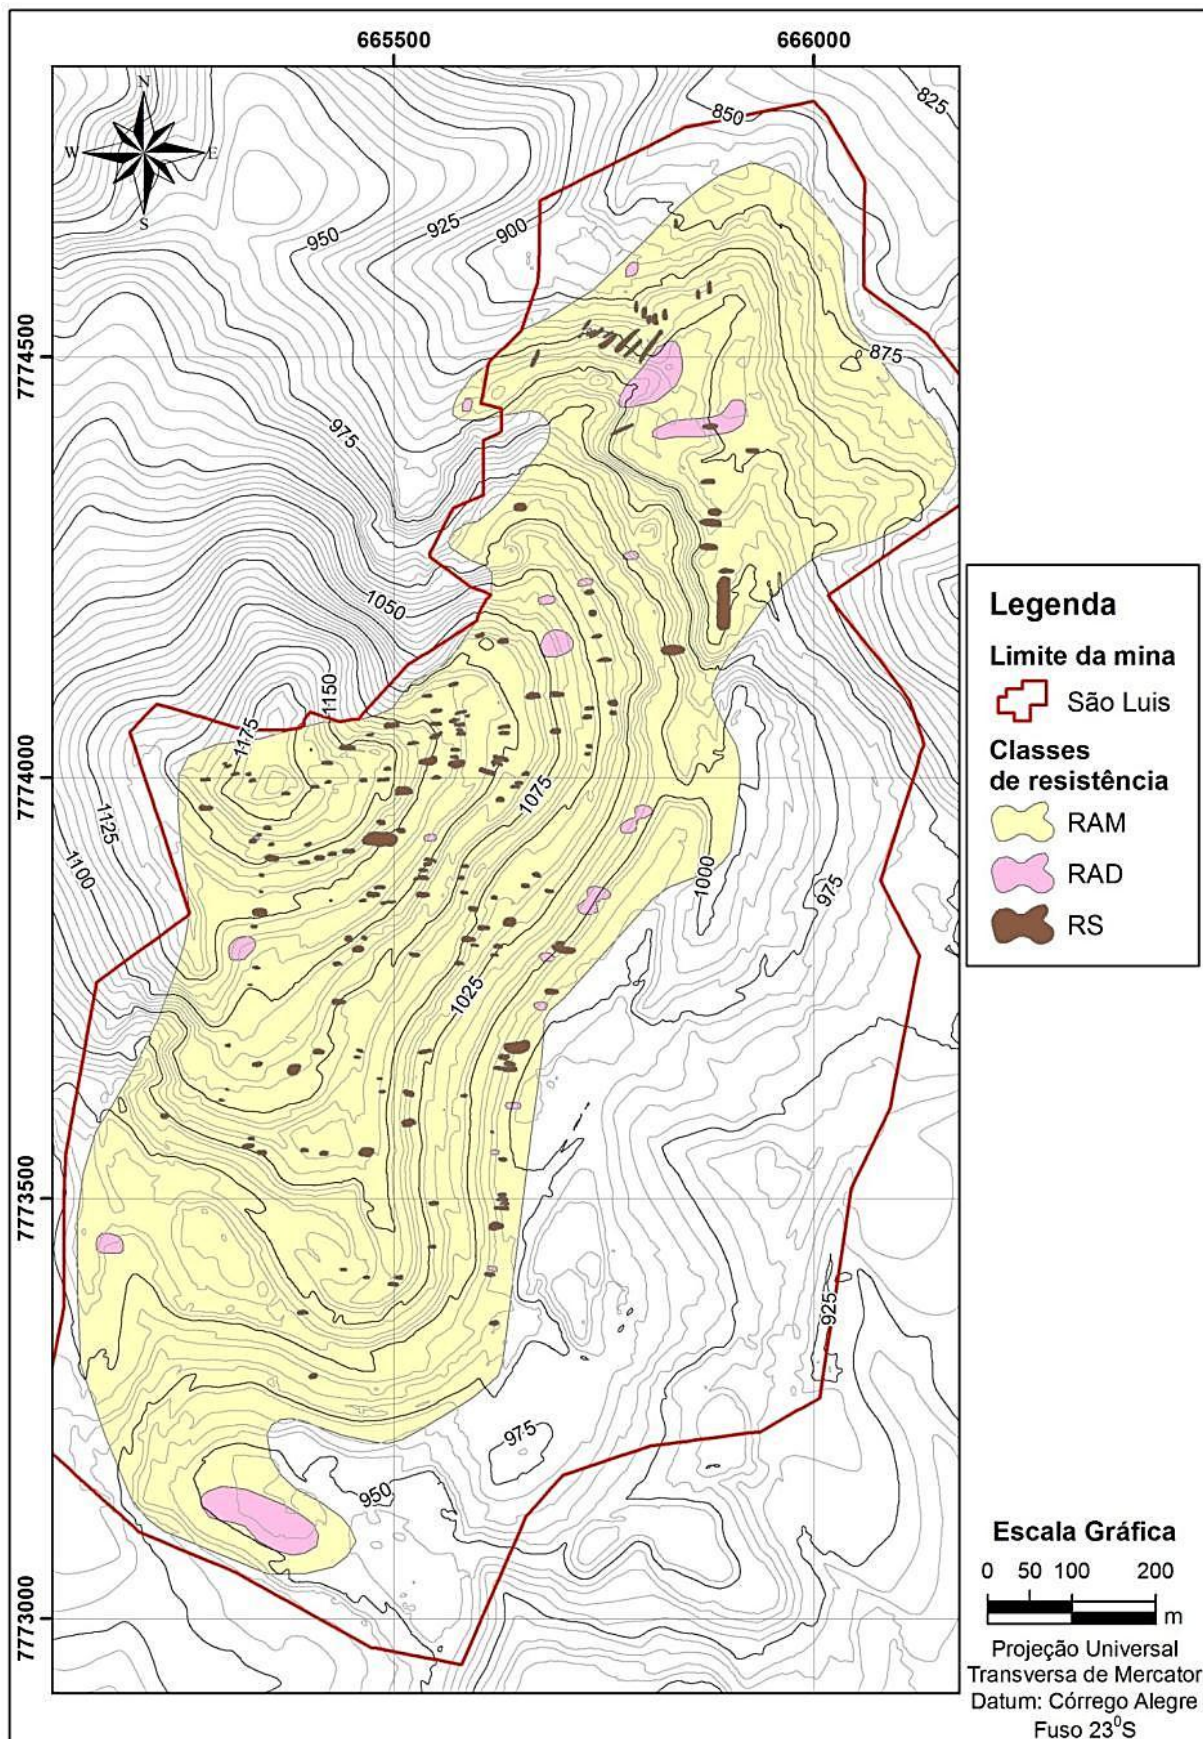 665500
666000
N
W
E
S
825
850
950
925
900
7774500
875
975
1050
1150
1175
7774000
1075
1125
1100
1000
975
1025
7773500
925
975
950
7773000
Legenda
Limite da mina
São Luis
Classes
de resistência
RAM
RAD
RS
Escala Gráfica
0 50 100 200
m
Projeção Universal
Transversa de Mercator
Datum: Córrego Alegre
Fuso 23⁰S